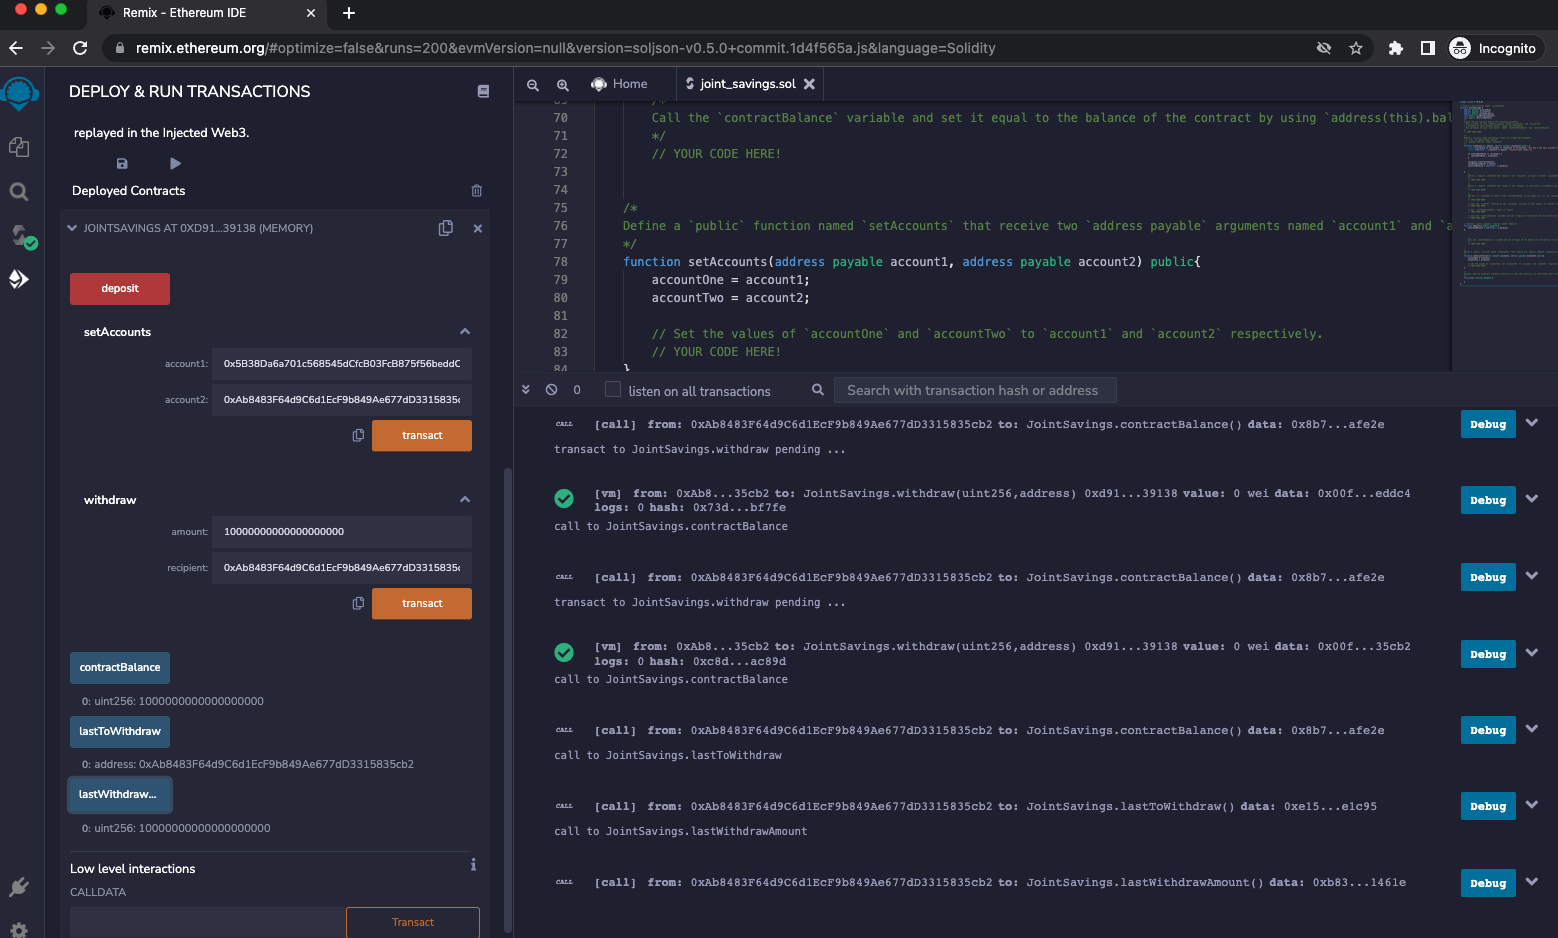 Remix - Ethereum IDE
remix.ethereum.org/#optimize=false&runs=200&evmVersion=null&version=soljson-v0.5.0+commit.1d4f565a.js&language=Solidity
Incognito
DEPLOY & RUN TRANSACTIONS
replayed in the Injected Web3.
Deployed Contracts
JOINTSAVINGS AT 0XD91...39138 (MEMORY)
deposit
setAccounts
account1: 0x5B38Da6a701c568545dCfcB03FcB875f56beddC
account2: 0xAb8483F64d9C6d1EcF9b849Ae677dD3315835c
transact
withdraw
amount: 10000000000000000000
recipient: 0xAb8483F64d9C6d1EcF9b849Ae677dD3315835c
transact
contractBalance
0: uint256: 1000000000000000000
lastToWithdraw
0: address: 0xAb8483F64d9C6d1EcF9b849Ae677dD3315835cb2
lastWithdraw...
0: uint256: 10000000000000000000
Low level interactions
CALLDATA
Transact
Home
joint_savings.sol
69 /*
70 Call the `contractBalance` variable and set it equal to the balance of the contract by using `address(this).bal
71 */
72 // YOUR CODE HERE!
73
74
75 /*
76 Define a `public` function named `setAccounts` that receive two `address payable` arguments named `account1` and `a
77 */
78 function setAccounts(address payable account1, address payable account2) public{
79 accountOne = account1;
80 accountTwo = account2;
81
82 // Set the values of `accountOne` and `accountTwo` to `account1` and `account2` respectively.
83 // YOUR CODE HERE!
84 }
0
listen on all transactions
Search with transaction hash or address
CALL [call] from: 0xAb8483F64d9C6d1EcF9b849Ae677dD3315835cb2 to: JointSavings.contractBalance() data: 0x8b7...afe2e Debug
transact to JointSavings.withdraw pending ...
[vm] from: 0xAb8...35cb2 to: JointSavings.withdraw(uint256,address) 0xd91...39138 value: 0 wei data: 0x00f...eddc4 Debug
logs: 0 hash: 0x73d...bf7fe
call to JointSavings.contractBalance
CALL [call] from: 0xAb8483F64d9C6d1EcF9b849Ae677dD3315835cb2 to: JointSavings.contractBalance() data: 0x8b7...afe2e Debug
transact to JointSavings.withdraw pending ...
[vm] from: 0xAb8...35cb2 to: JointSavings.withdraw(uint256,address) 0xd91...39138 value: 0 wei data: 0x00f...35cb2 Debug
logs: 0 hash: 0xc8d...ac89d
call to JointSavings.contractBalance
CALL [call] from: 0xAb8483F64d9C6d1EcF9b849Ae677dD3315835cb2 to: JointSavings.contractBalance() data: 0x8b7...afe2e Debug
call to JointSavings.lastToWithdraw
CALL [call] from: 0xAb8483F64d9C6d1EcF9b849Ae677dD3315835cb2 to: JointSavings.lastToWithdraw() data: 0xe15...e1c95 Debug
call to JointSavings.lastWithdrawAmount
CALL [call] from: 0xAb8483F64d9C6d1EcF9b849Ae677dD3315835cb2 to: JointSavings.lastWithdrawAmount() data: 0xb83...1461e Debug